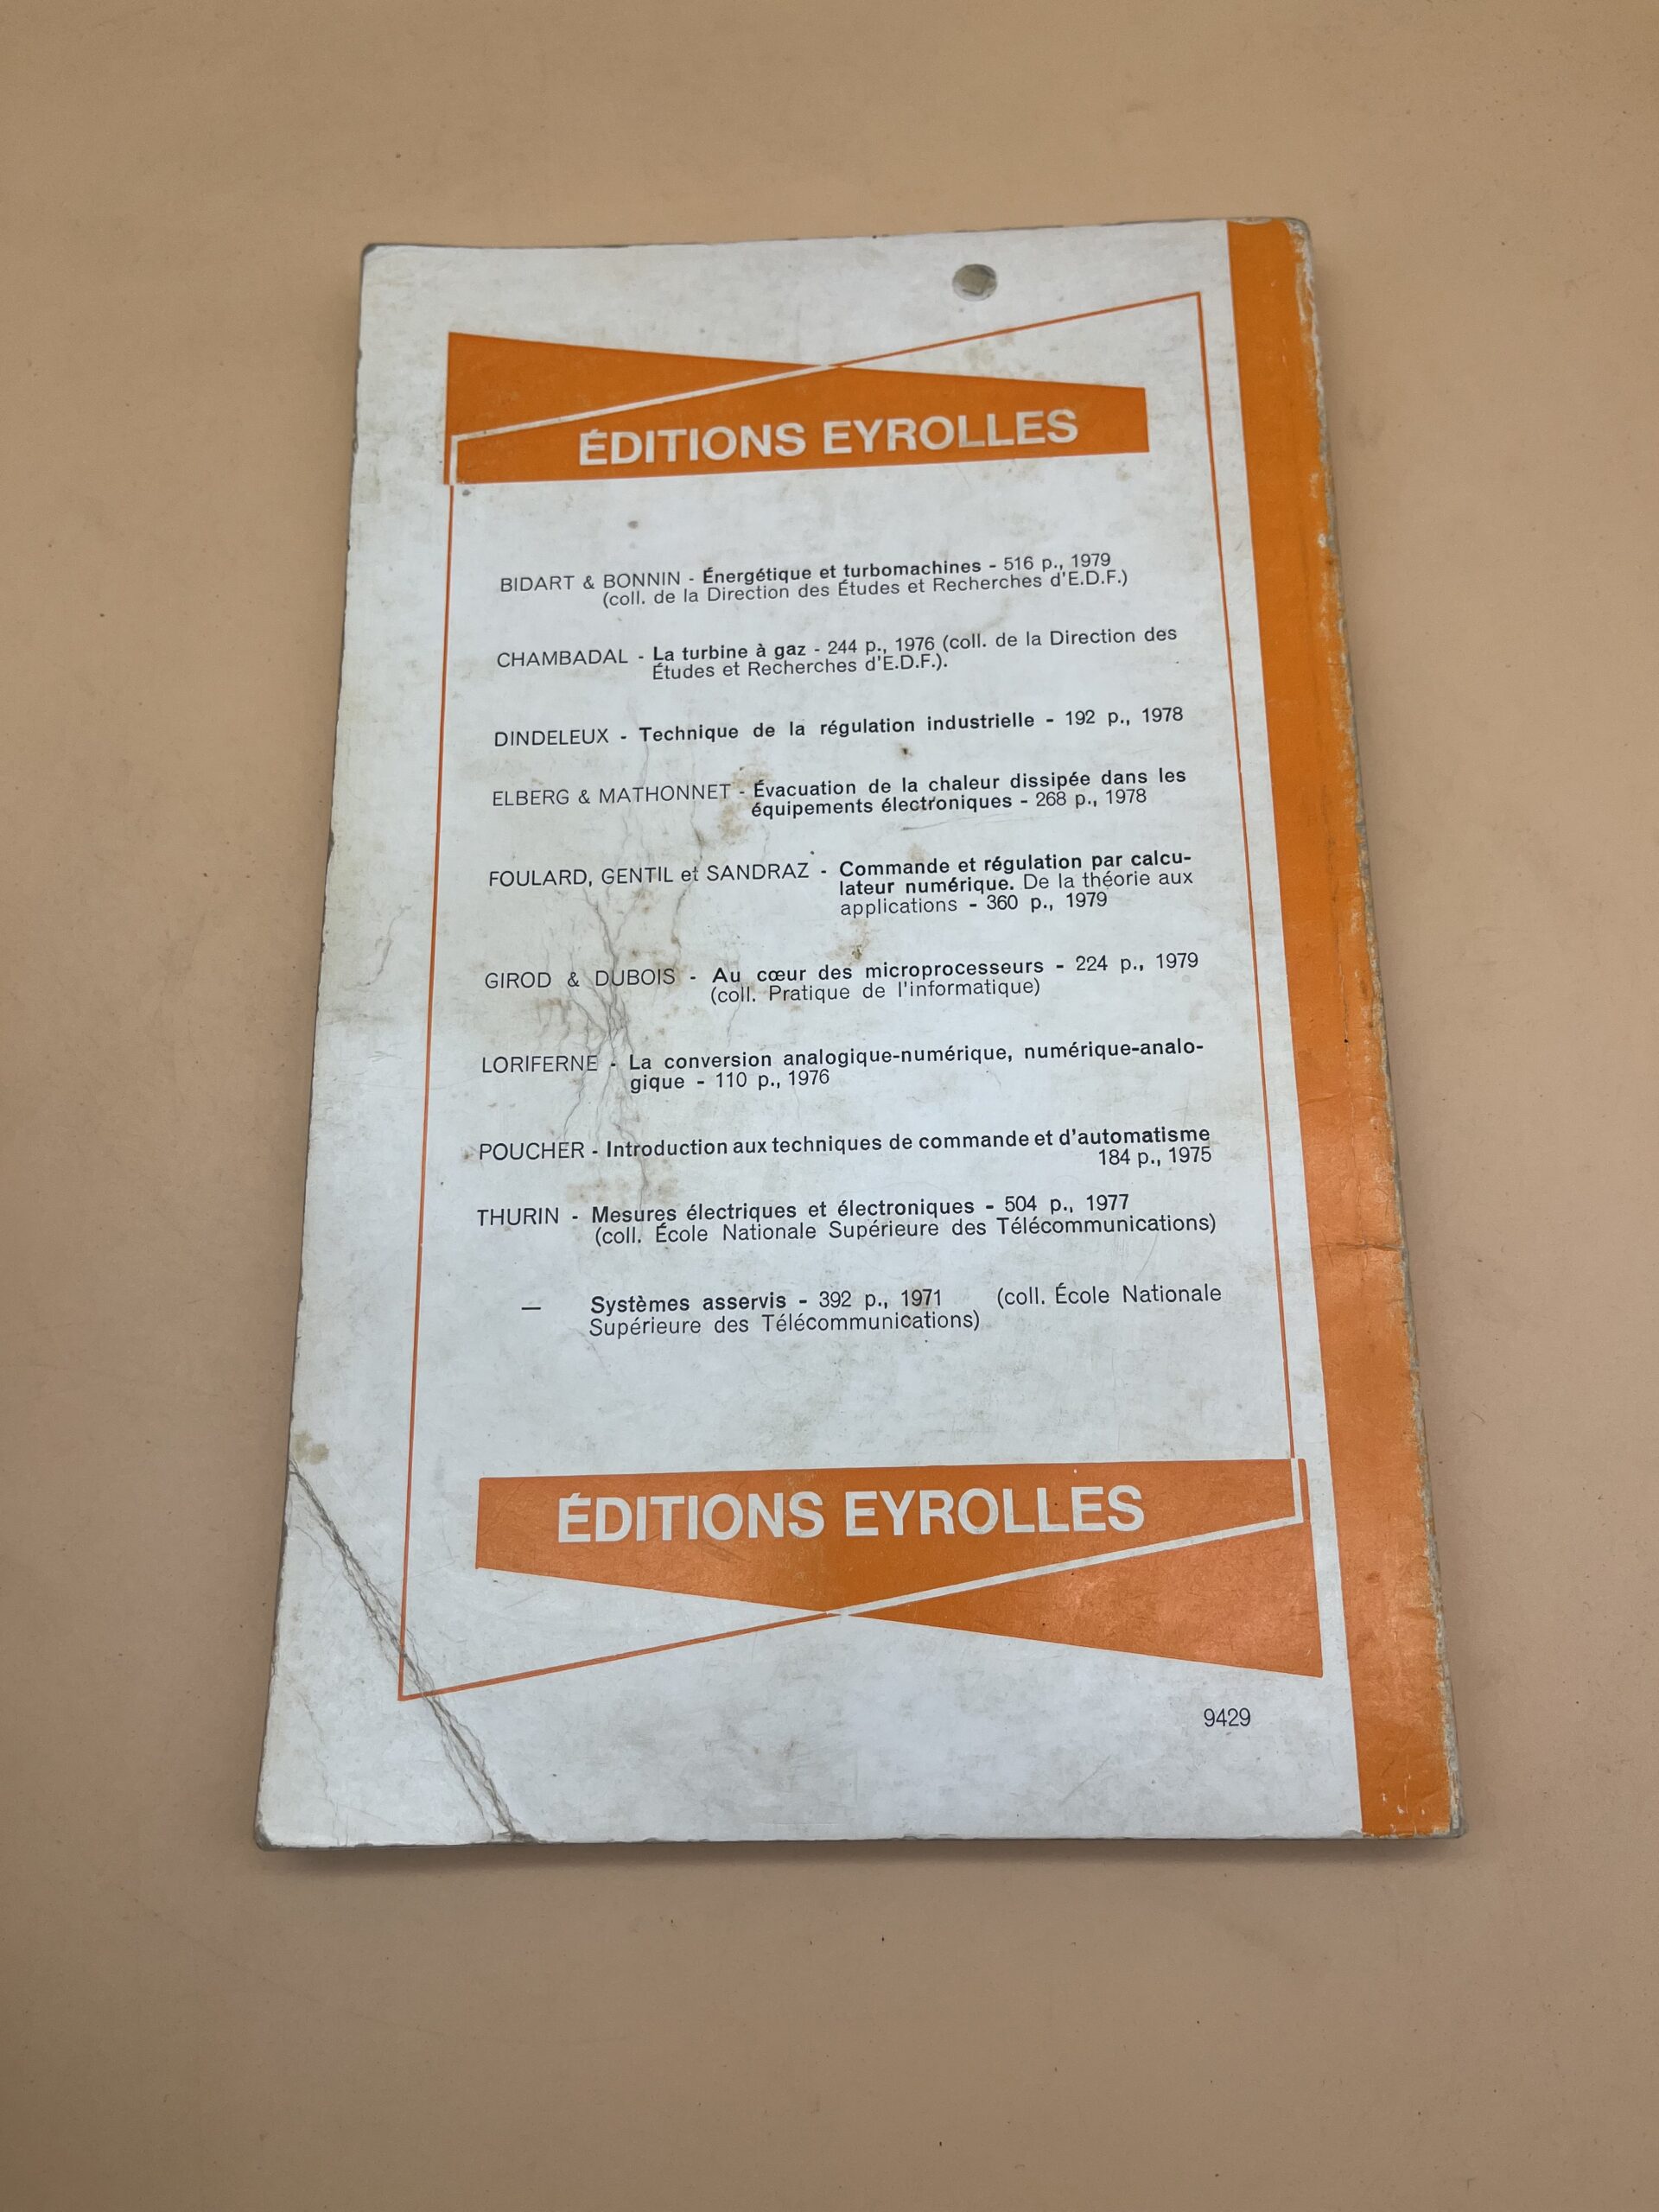 ÉDITIONS EYROLLES
BIDART & BONNIN - Énergétique et turbomachines - 516 p., 1979
(coll. de la Direction des Études et Recherches d'E.D.F.)
CHAMBADAL - La turbine à gaz - 244 p., 1976 (coll. de la Direction des
Études et Recherches d'E.D.F.).
DINDELEUX - Technique de la régulation industrielle - 192 p., 1978
ELBERG & MATHONNET - Évacuation de la chaleur dissipée dans les
équipements électroniques - 268 p., 1978
FOULARD, GENTIL et SANDRAZ - Commande et régulation par calcu-
lateur numérique. De la théorie aux
applications - 360 p., 1979
GIROD & DUBOIS - Au cœur des microprocesseurs - 224 p., 1979
(coll. Pratique de l'informatique)
LORIFERNE - La conversion analogique-numérique, numérique-analo-
gique - 110 p., 1976
POUCHER - Introduction aux techniques de commande et d'automatisme
184 p., 1975
THURIN - Mesures électriques et électroniques - 504 p., 1977
(coll. École Nationale Supérieure des Télécommunications)
— Systèmes asservis - 392 p., 1971 (coll. École Nationale
Supérieure des Télécommunications)
ÉDITIONS EYROLLES
9429